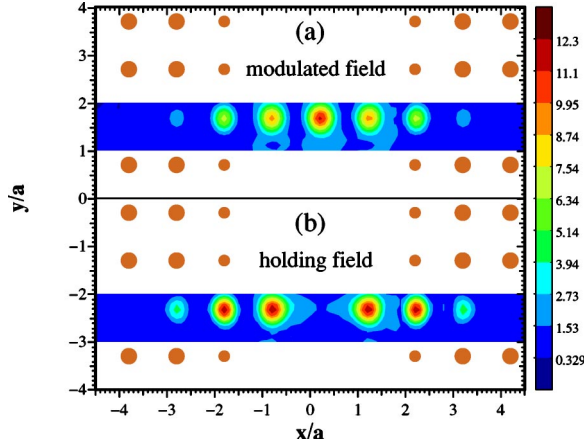 4
3
2
1
0
−1
−2
−3
−4
y/a
(a)
modulated field
(b)
holding field
−4 −3 −2 −1 0 1 2 3 4
x/a
12.3
11.1
9.95
8.74
7.54
6.34
5.14
3.94
2.73
1.53
0.329